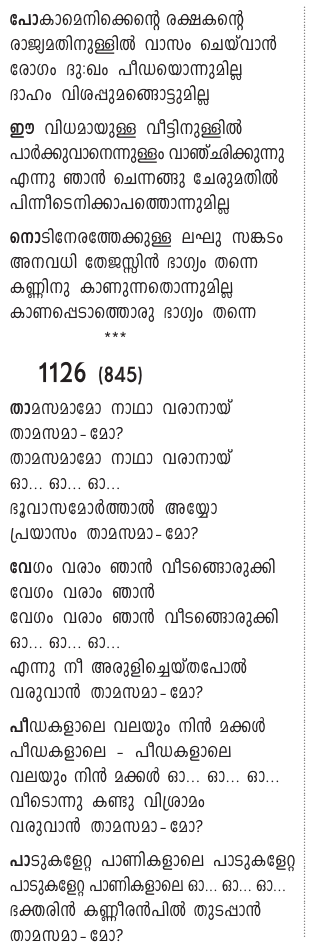 പോകാമെനിക്കെന്റെ രക്ഷകന്റെ
രാജ്യമതിനുള്ളിൽ വാസം ചെയ്‌വാൻ
രോഗം ദുഃഖം പീഡയൊന്നുമില്ല
ദാഹം വിശപ്പുമങ്ങൊട്ടുമില്ല
ഈ വിധമായുള്ള വീട്ടിനുള്ളിൽ
പാർക്കുവാനെന്നുള്ളം വാഞ്ഛിക്കുന്നു
എന്നു ഞാൻ ചെന്നങ്ങു ചേരുമതിൽ
പിന്നീടെനിക്കാപത്തൊന്നുമില്ല
നൊടിനേരത്തേക്കുള്ള ലഘു സങ്കടം
അനവധി തേജസ്സിൻ ഭാഗ്യം തന്നെ
കണ്ണിനു കാണുന്നതൊന്നുമില്ല
കാണപ്പെടാത്തൊരു ഭാഗ്യം തന്നെ
***
1126 (845)
താമസമാമോ നാഥാ വരാനായ്
താമസമാ-മോ?
താമസമാമോ നാഥാ വരാനായ്
ഓ... ഓ... ഓ...
ഭൂവാസമോർത്താൽ അയ്യോ
പ്രയാസം താമസമാ-മോ?
വേഗം വരാം ഞാൻ വീടങ്ങൊരുക്കി
വേഗം വരാം ഞാൻ
വേഗം വരാം ഞാൻ വീടങ്ങൊരുക്കി
ഓ... ഓ... ഓ...
എന്നു നീ അരുളിച്ചെയ്തപോൽ
വരുവാൻ താമസമാ-മോ?
പീഡകളാലെ വലയും നിൻ മക്കൾ
പീഡകളാലെ - പീഡകളാലെ
വലയും നിൻ മക്കൾ ഓ... ഓ... ഓ...
വീടൊന്നു കണ്ടു വിശ്രാമം
വരുവാൻ താമസമാ-മോ?
പാടുകളേറ്റ പാണികളാലെ പാടുകളേറ്റ
പാടുകളേറ്റ പാണികളാലെ ഓ... ഓ... ഓ...
ഭക്തരിൻ കണ്ണീരൻപിൽ തുടപ്പാൻ
താമസമാ-മോ?